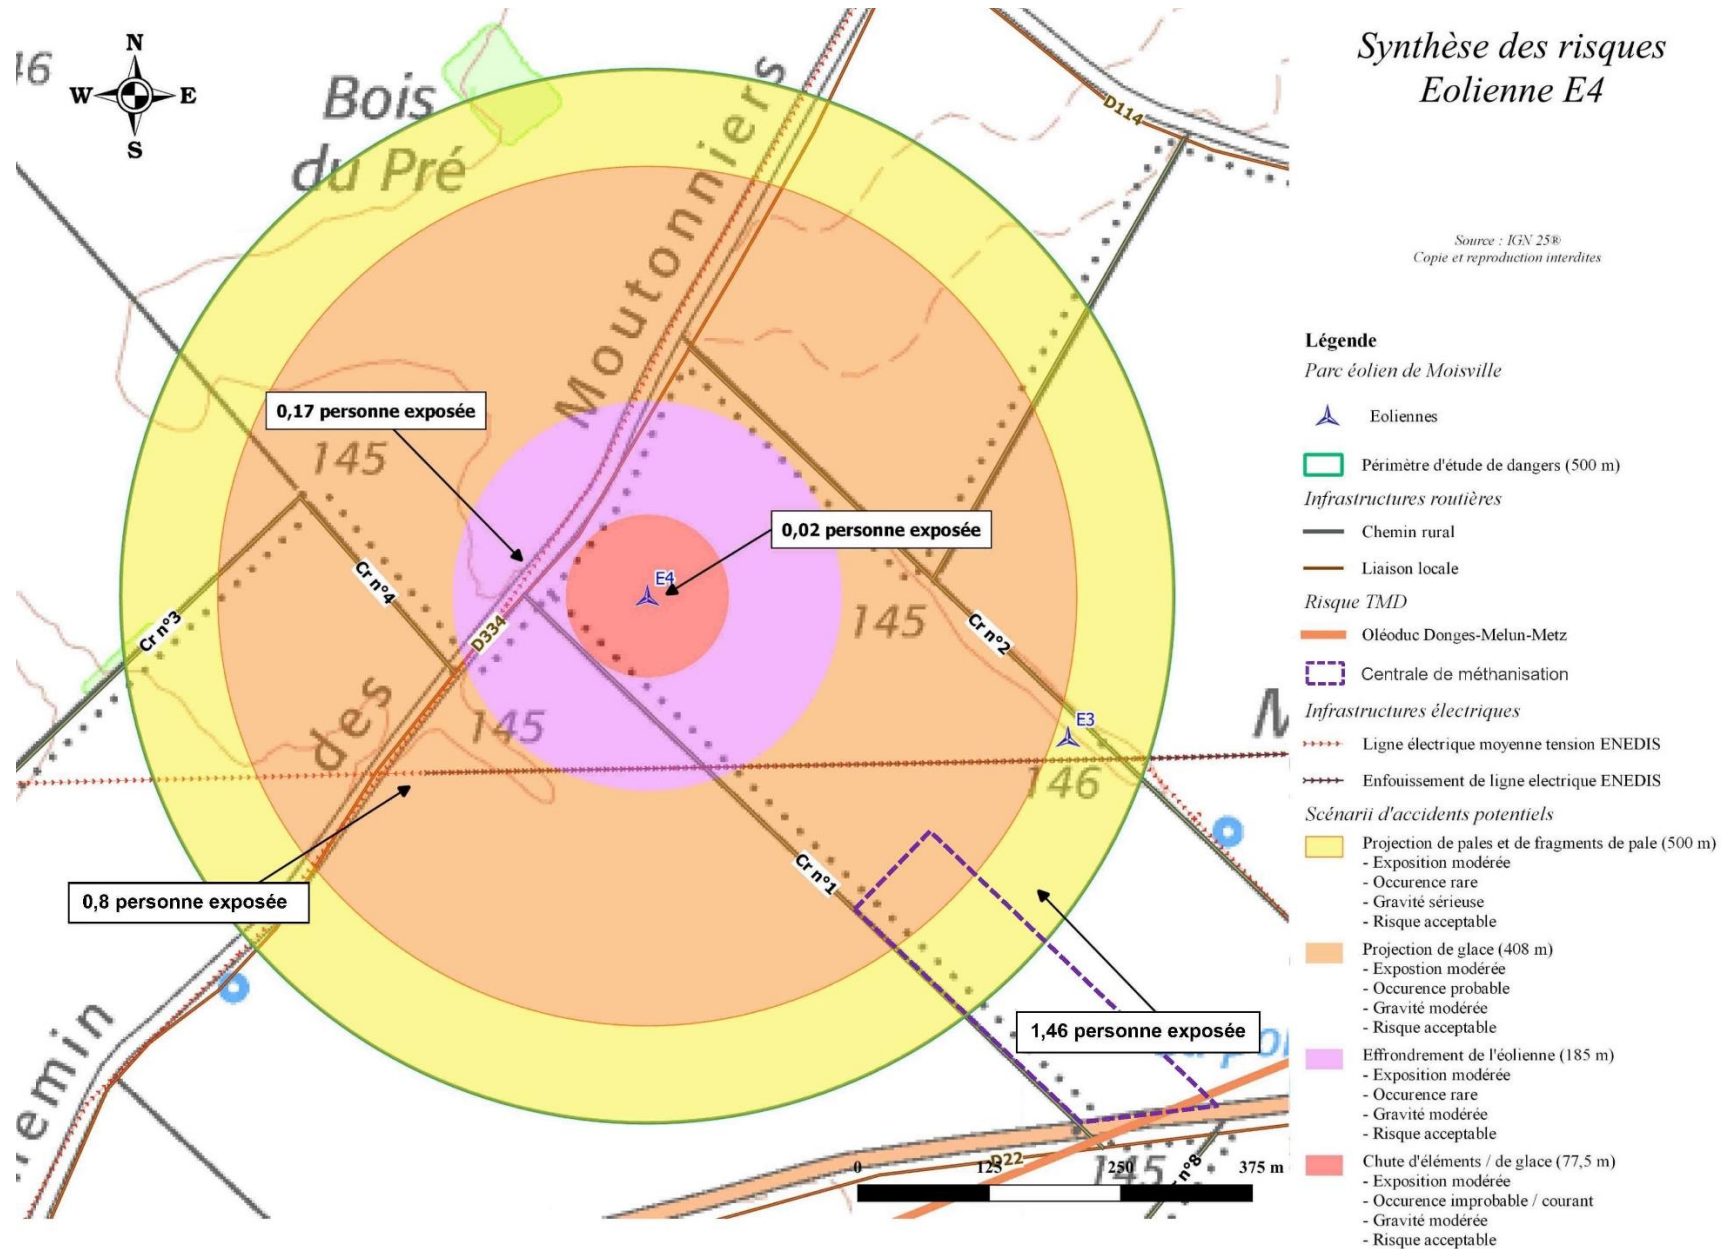 Synthèse des risques
Eolienne E4
Source : IGN 25®
Copie et reproduction interdites
Légende
Parc éolien de Moisville
Eoliennes
Périmètre d'étude de dangers (500 m)
Infrastructures routières
Chemin rural
Liaison locale
Risque TMD
Oléoduc Donges-Melun-Metz
Centrale de méthanisation
Infrastructures électriques
Ligne électrique moyenne tension ENEDIS
Enfouissement de ligne electrique ENEDIS
Scénarii d'accidents potentiels
Projection de pales et de fragments de pale (500 m)
- Exposition modérée
- Occurence rare
- Gravité sérieuse
- Risque acceptable
Projection de glace (408 m)
- Expostion modérée
- Occurence probable
- Gravité modérée
- Risque acceptable
Effrondrement de l'éolienne (185 m)
- Exposition modérée
- Occurence rare
- Gravité modérée
- Risque acceptable
Chute d'éléments / de glace (77,5 m)
- Exposition modérée
- Occurence improbable / courant
- Gravité modérée
- Risque acceptable
N
W E
S
46
Bois
du Pré
Moutonniers
D114
0,17 personne exposée
145
0,02 personne exposée
E4
Cr n°4
Cr n°3
D334
145
Cr n°2
des
145
E3
M
146
Cr n°1
0,8 personne exposée
1,46 personne exposée
hemin
D22
145
n°8
0 125 250 375 m